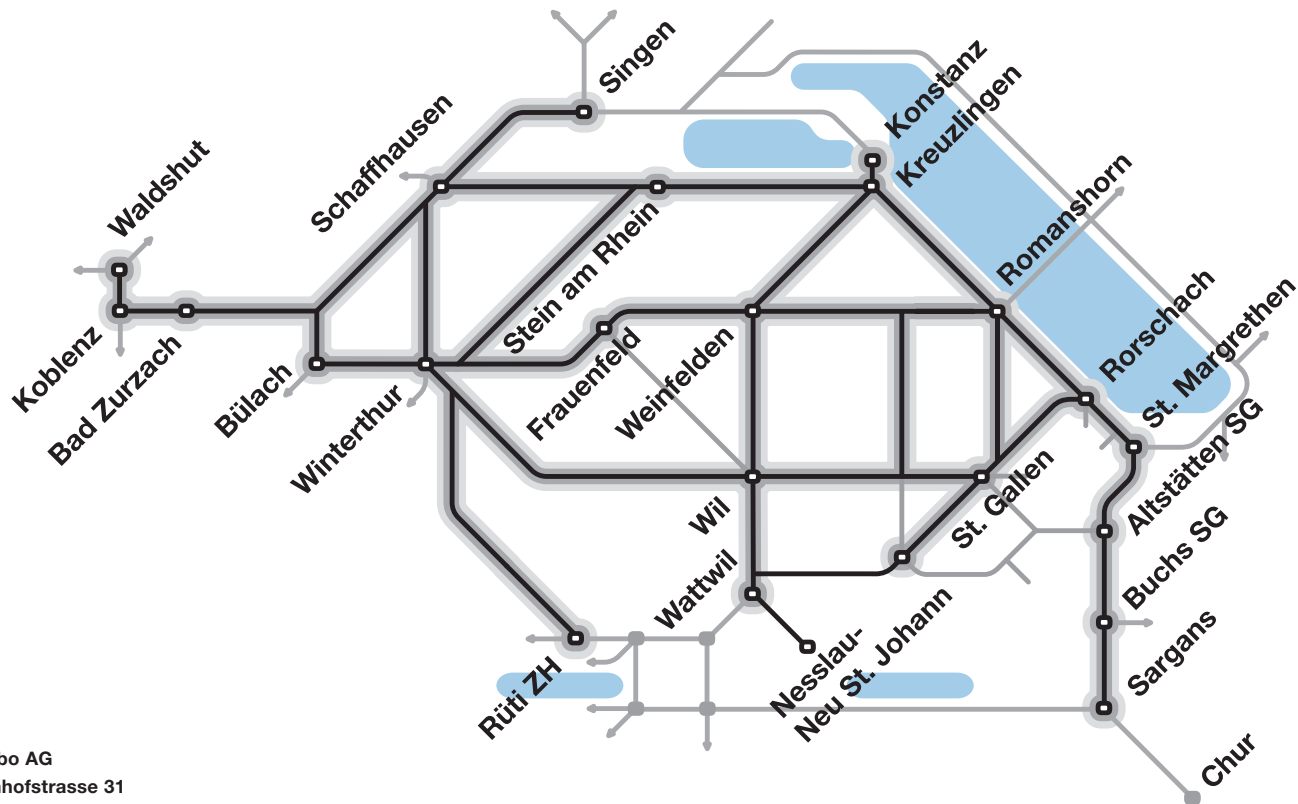 Singen
Konstanz
Kreuzlingen
Schaffhausen
Waldshut
Romanshorn
Stein am Rhein
Rorschach
St. Margrethen
Koblenz
Bad Zurzach
Bülach
Winterthur
Frauenfeld
Weinfelden
Altstätten SG
Wil
St. Gallen
Buchs SG
Wattwil
Nesslau-
Neu St. Johann
Sargans
Rüti ZH
Chur
AG
31